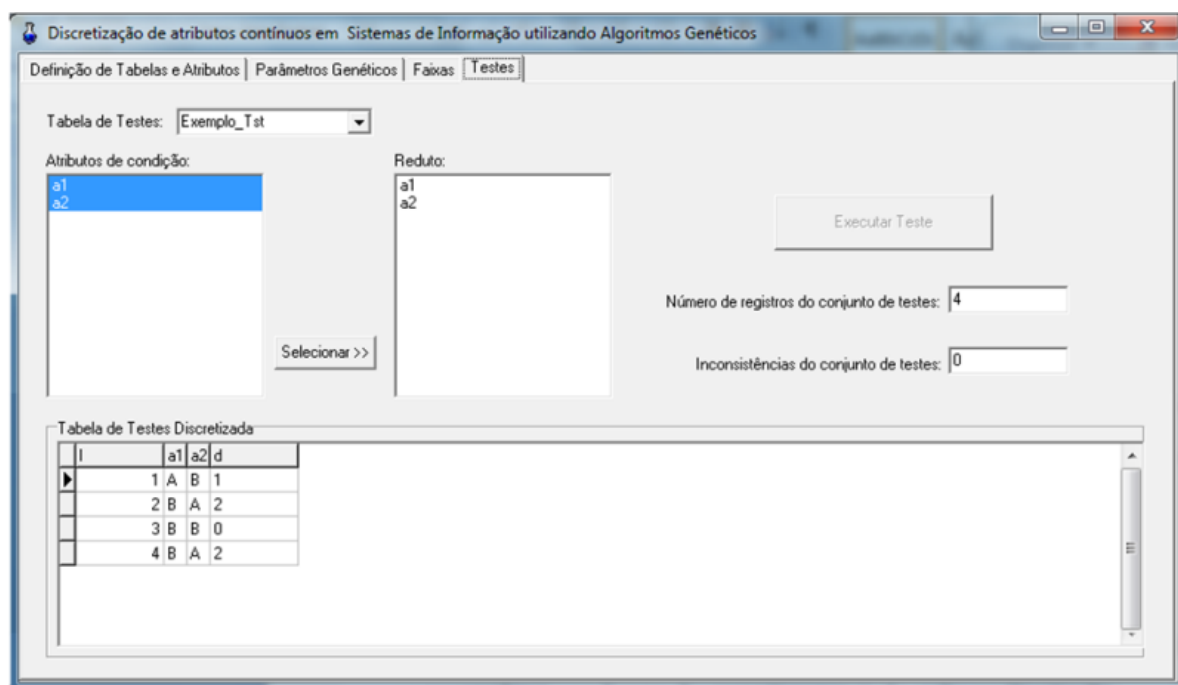 Discretização de atributos contínuos em Sistemas de Informação utilizando Algoritmos Genéticos
Definição de Tabelas e Atributos Parâmetros Genéticos Faixas Testes
Tabela de Testes: Exemplo_Tst
Atributos de condição: Reduto:
a1 a1
a2 a2
Executar Teste
Número de registros do conjunto de testes: 4
Selecionar >>
Inconsistências do conjunto de testes: 0
Tabela de Testes Discretizada
I a1 a2 d
1 A B 1
2 B A 2
3 B B 0
4 B A 2